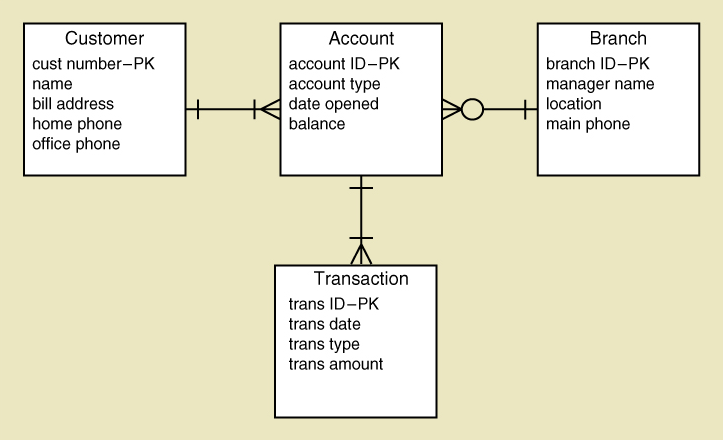 Customer
cust number–PK
name
bill address
home phone
office phone
Account
account ID–PK
account type
date opened
balance
Branch
branch ID–PK
manager name
location
main phone
Transaction
trans ID–PK
trans date
trans type
trans amount